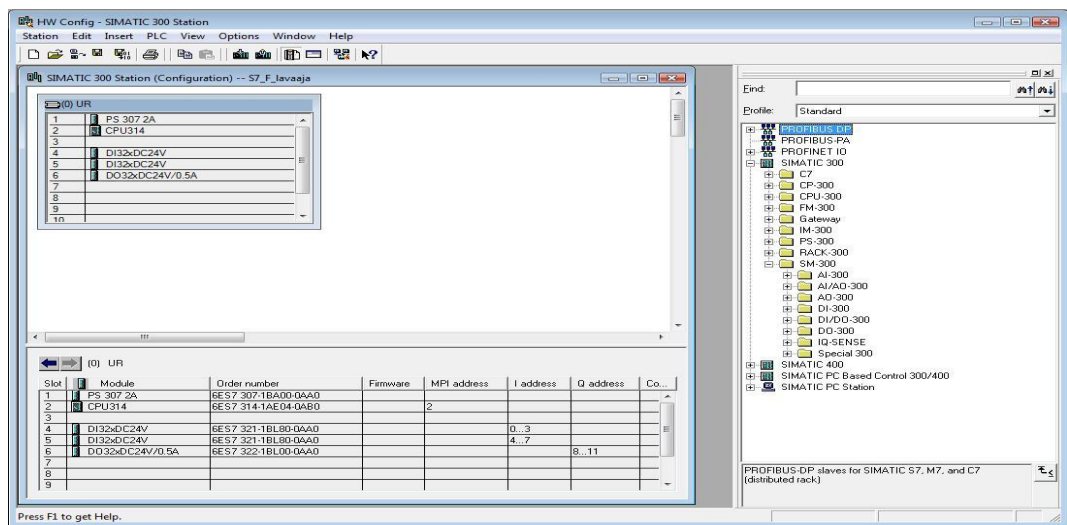 HW Config - SIMATIC 300 Station
Station Edit Insert PLC View Options Window Help
SIMATIC 300 Station (Configuration) -- S7_F_lavaaja
(0) UR
1 PS 307 2A
2 CPU314
3
4 DI32xDC24V
5 DI32xDC24V
6 DO32xDC24V/0.5A
7
8
9
10
(0) UR
Slot Module Order number Firmware MPI address I address Q address Co...
1 PS 307 2A 6ES7 307-1BA00-0AA0
2 CPU314 6ES7 314-1AE04-0AB0 2
3
4 DI32xDC24V 6ES7 321-1BL80-0AA0 0...3
5 DI32xDC24V 6ES7 321-1BL80-0AA0 4...7
6 DO32xDC24V/0.5A 6ES7 322-1BL00-0AA0 8...11
7
8
9
Find:
Profile: Standard
PROFIBUS DP
PROFIBUS-PA
PROFINET IO
SIMATIC 300
C7
CP-300
CPU-300
FM-300
Gateway
IM-300
PS-300
RACK-300
SM-300
AI-300
AI/AO-300
AO-300
DI-300
DI/DO-300
DO-300
IQ-SENSE
Special 300
SIMATIC 400
SIMATIC PC Based Control 300/400
SIMATIC PC Station
PROFIBUS-DP slaves for SIMATIC S7, M7, and C7
(distributed rack)
Press F1 to get Help.